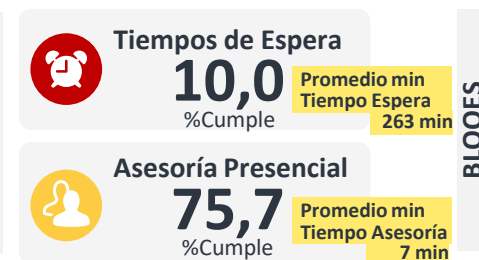 Tiempos de Espera
10,0
%Cumple
Promedio min
Tiempo Espera
263 min
Asesoría Presencial
75,7
%Cumple
Promedio min
Tiempo Asesoría
7 min